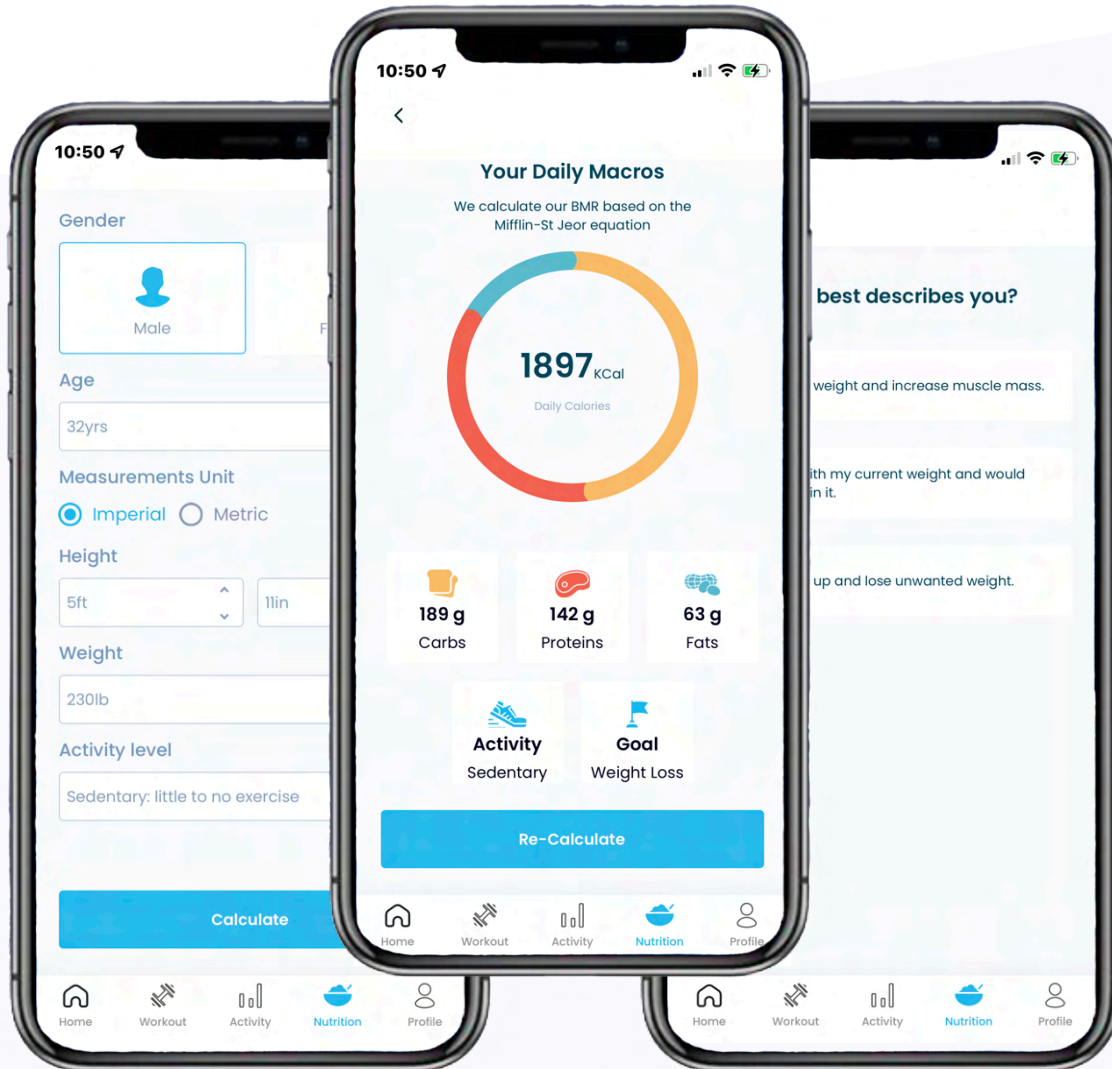 10:50
Gender
Male
Age
32yrs
Measurements Unit
Imperial Metric
Height
5ft 11in
Weight
230lb
Activity level
Sedentary: little to no exercise
Calculate
Home Workout Activity Nutrition Profile
10:50
Your Daily Macros
We calculate our BMR based on the
Mifflin-St Jeor equation
1897 KCal
Daily Calories
189 g 142 g 63 g
Carbs Proteins Fats
Activity Goal
Sedentary Weight Loss
Re-Calculate
Home Workout Activity Nutrition Profile
best describes you?
weight and increase muscle mass.
with my current weight and would
up and lose unwanted weight.
Home Workout Activity Nutrition Profile